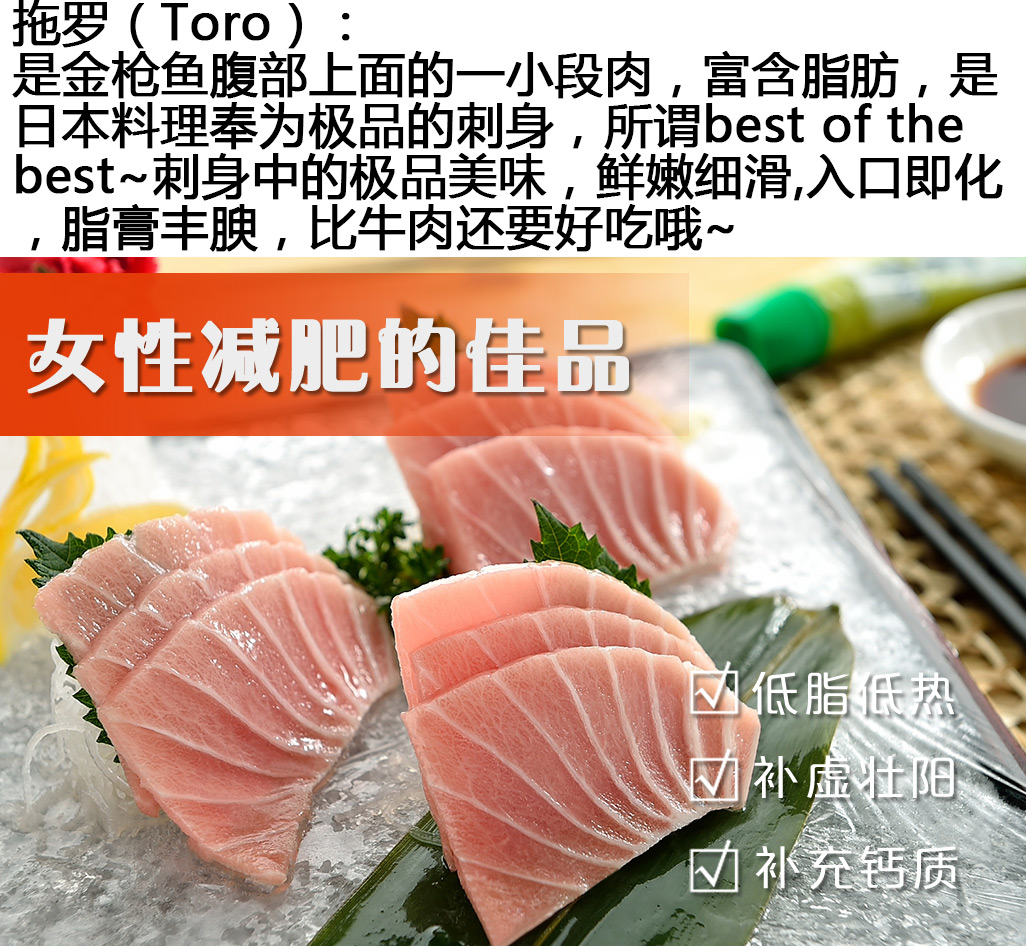 拖罗（Toro）：
是金枪鱼腹部上面的一小段肉，富含脂肪，是
日本料理奉为极品的刺身，所谓best of the
best~刺身中的极品美味，鲜嫩细滑,入口即化
，脂膏丰腴，比牛肉还要好吃哦~
女性减肥的佳品
低脂低热
补虚壮阳
补充钙质